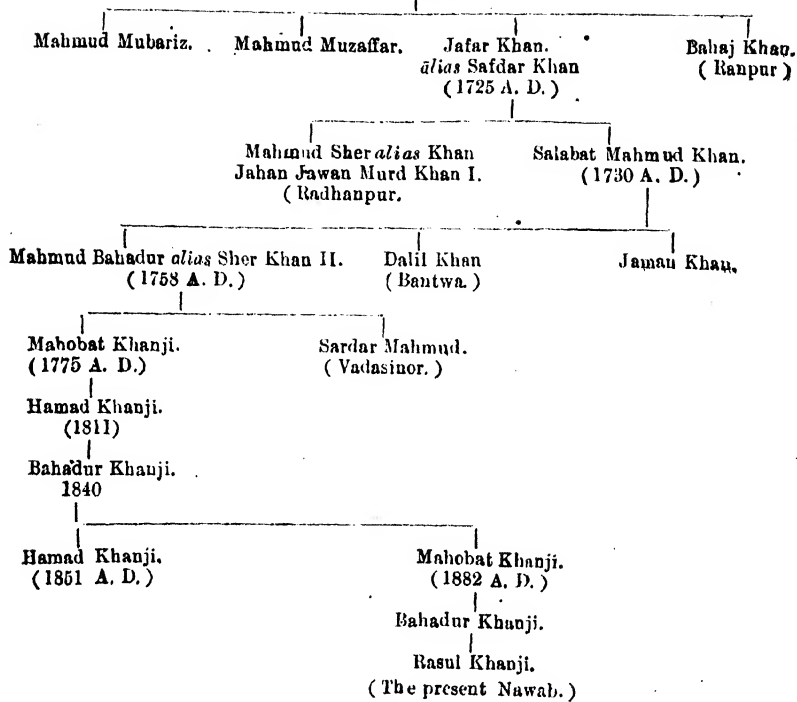 Mahmud Mubariz. Mahmud Muzaffar. Jafar Khan. Bahaj Khan.
alias Safdar Khan (Ranpur)
(1725 A. D.)
Mahmud Sher alias Khan Salabat Mahmud Khan.
Jahan Jawan Murd Khan I. (1730 A. D.)
(Radhanpur.
Mahmud Bahadur alias Sher Khan II. Dalil Khan Jaman Khan.
(1758 A. D.) (Bantwa.)
Mahobat Khanji. Sardar Mahmud.
(1775 A. D.) (Vadasinor.)
Hamad Khanji.
(1811)
Bahadur Khanji.
1840
Hamad Khanji. Mahobat Khanji.
(1851 A. D.) (1882 A. D.)
Bahadur Khanji.
Rasul Khanji.
(The present Nawab.)